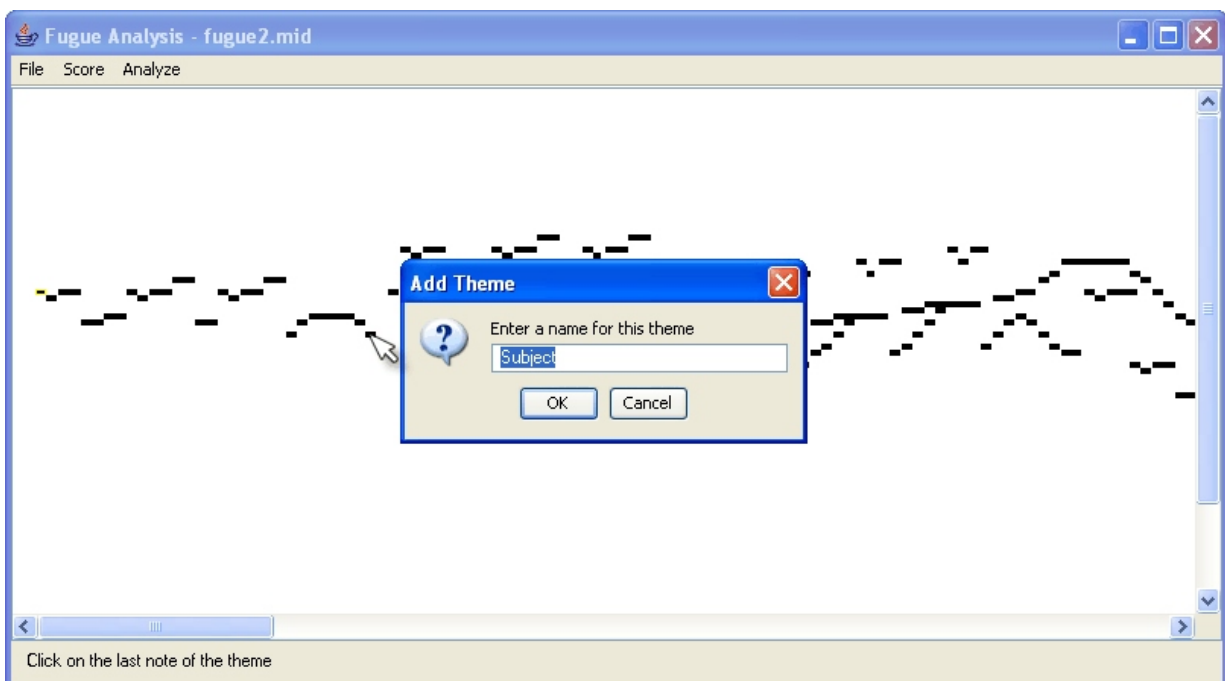 Fugue Analysis - fugue2.mid
File Score Analyze
Add Theme
Enter a name for this theme
Subject
OK Cancel
Click on the last note of the theme